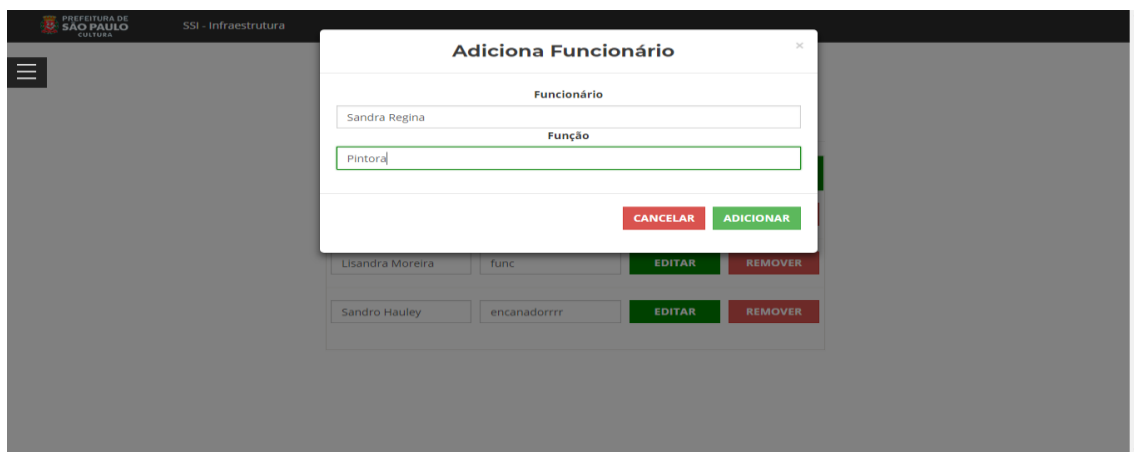 PREFEITURA DE
SÃO PAULO
CULTURA
SSI - Infraestrutura
Adiciona Funcionário
×
Funcionário
Sandra Regina
Função
Pintora
CANCELAR ADICIONAR
Lisandra Moreira func EDITAR REMOVER
Sandro Hauley encanadorrrr EDITAR REMOVER